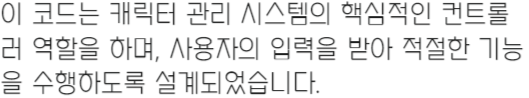 이 코드는 캐릭터 관리 시스템의 핵심적인 컨트롤
러 역할을 하며, 사용자의 입력을 받아 적절한 기능
을 수행하도록 설계되었습니다.